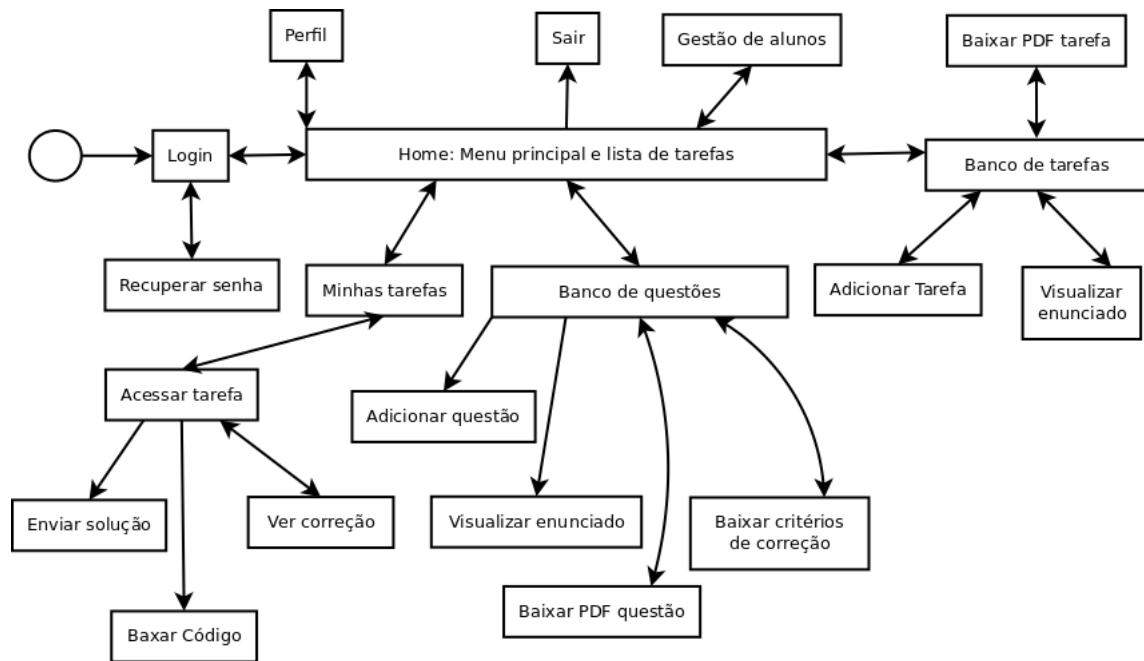 Perfil
Sair
Gestão de alunos
Baixar PDF tarefa
Login
Home: Menu principal e lista de tarefas
Banco de tarefas
Recuperar senha
Minhas tarefas
Banco de questões
Adicionar Tarefa
Visualizar
enunciado
Acessar tarefa
Adicionar questão
Enviar solução
Ver correção
Visualizar enunciado
Baixar critérios
de correção
Baxar Código
Baixar PDF questão